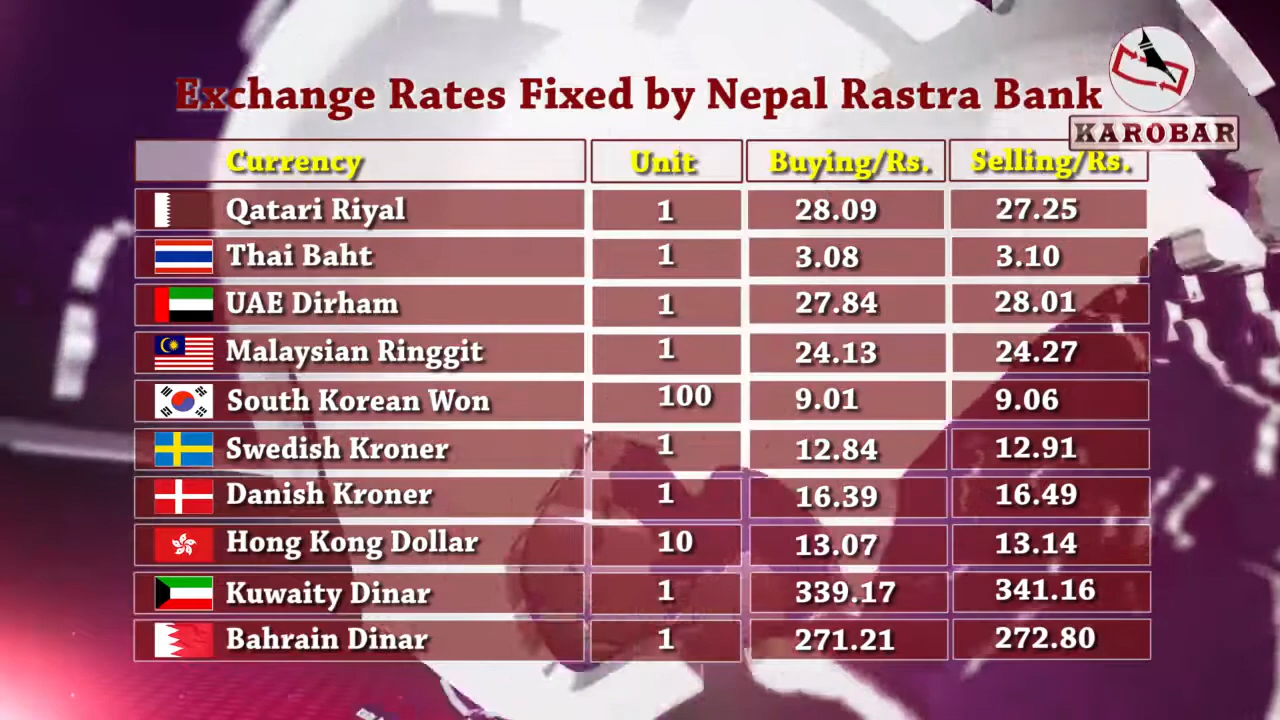 Exchange Rates Fixed by Nepal Rastra Bank
KAROBAR
Currency Unit Buying/Rs. Selling/Rs.
Qatari Riyal 1 28.09 27.25
Thai Baht 1 3.08 3.10
UAE Dirham 1 27.84 28.01
Malaysian Ringgit 1 24.13 24.27
South Korean Won 100 9.01 9.06
Swedish Kroner 1 12.84 12.91
Danish Kroner 1 16.39 16.49
Hong Kong Dollar 10 13.07 13.14
Kuwaity Dinar 1 339.17 341.16
Bahrain Dinar 1 271.21 272.80